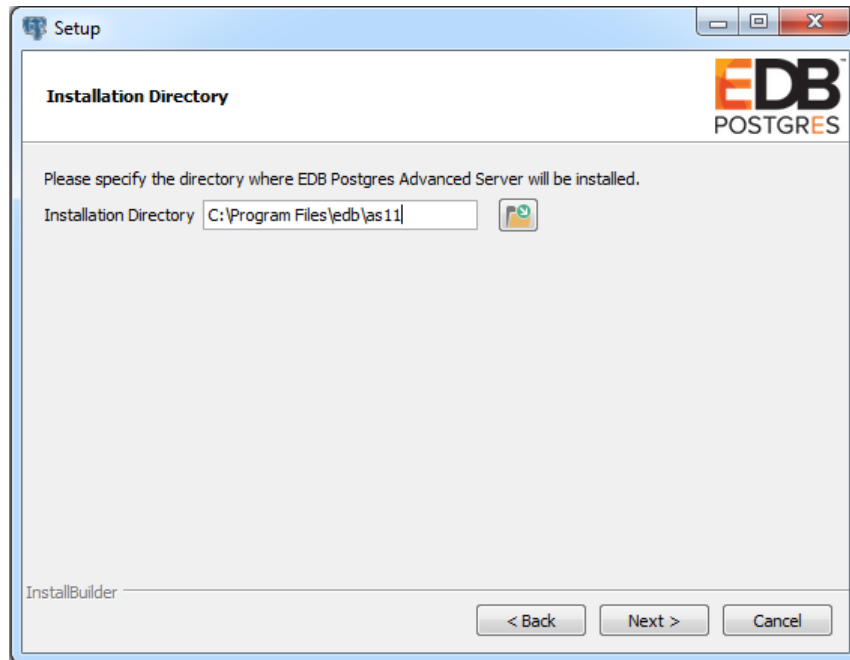 Setup
Installation Directory
EDB™
POSTGRES
Please specify the directory where EDB Postgres Advanced Server will be installed.
Installation Directory C:\Program Files\edb\as11
InstallBuilder
< Back Next > Cancel